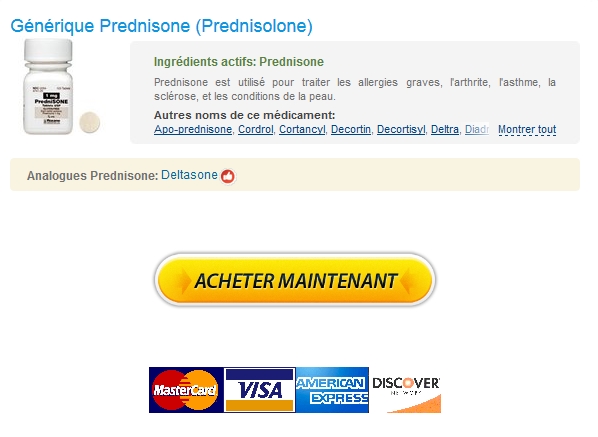 Générique Prednisone (Prednisolone)
Ingrédients actifs: Prednisone
Prednisone est utilisé pour traiter les allergies graves, l'arthrite, l'asthme, la
sclérose, et les conditions de la peau.
Autres noms de ce médicament:
Apo-prednisone, Cordrol, Cortancyl, Decortin, Decortisyl, Deltra, Diadr Montrer tout
1 mg
PredniSONE
Analogues Prednisone: Deltasone
ACHETER MAINTENANT
MasterCard VISA AMERICAN EXPRESS DISCOVER NETWORK